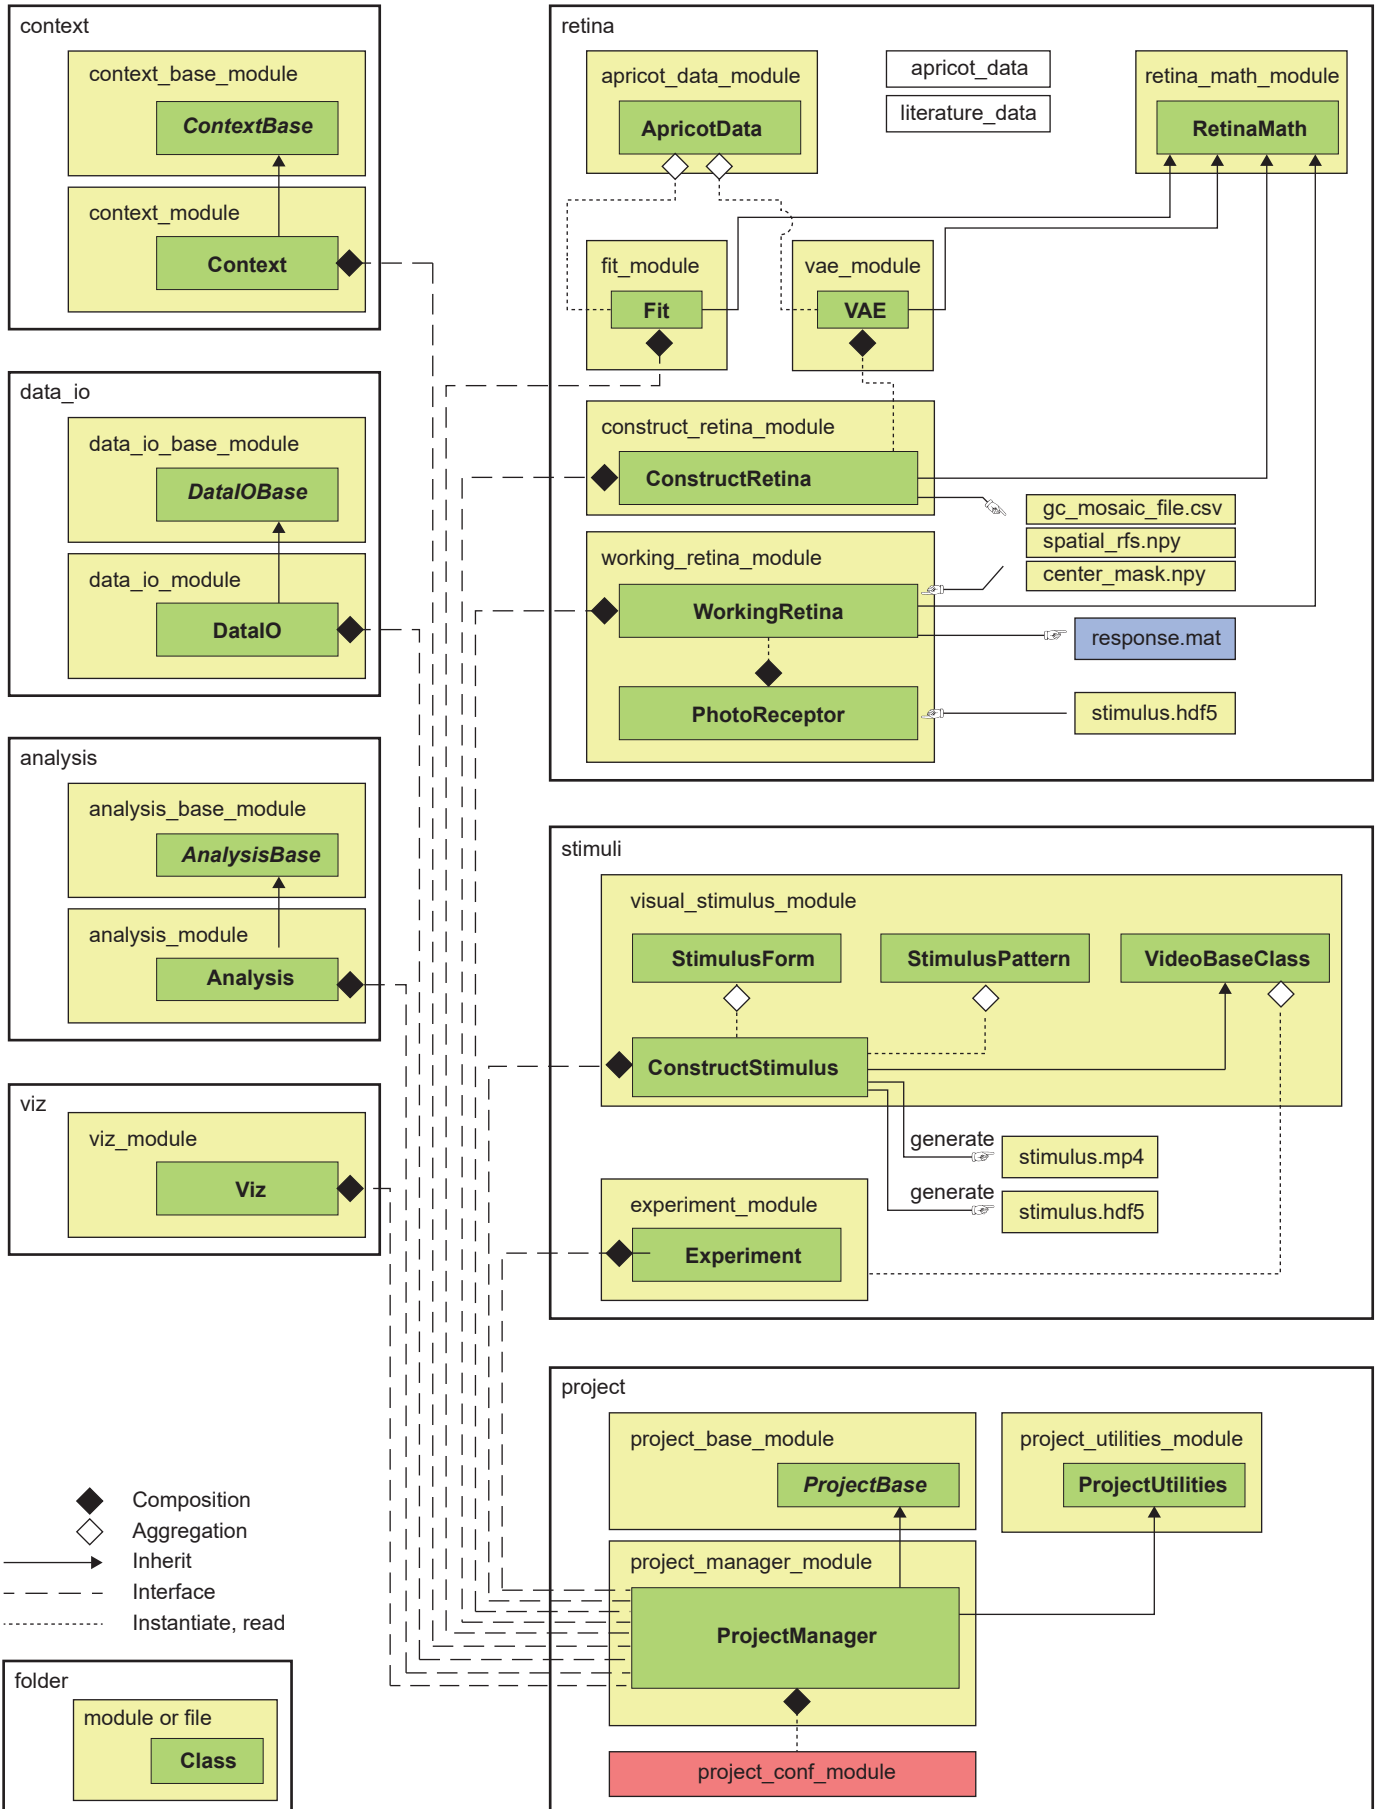 context
context_base_module
ContextBase
context_module
Context
data_io
data_io_base_module
DataIOBase
data_io_module
DataIO
analysis
analysis_base_module
AnalysisBase
analysis_module
Analysis
viz
viz_module
Viz
retina
apricot_data_module
ApricotData
apricot_data
literature_data
retina_math_module
RetinaMath
fit_module
Fit
vae_module
VAE
construct_retina_module
ConstructRetina
gc_mosaic_file.csv
spatial_rfs.npy
center_mask.npy
working_retina_module
WorkingRetina
response.mat
PhotoReceptor
stimulus.hdf5
stimuli
visual_stimulus_module
StimulusForm
StimulusPattern
VideoBaseClass
ConstructStimulus
generate
stimulus.mp4
generate
stimulus.hdf5
experiment_module
Experiment
project
project_base_module
ProjectBase
project_utilities_module
ProjectUtilities
project_manager_module
ProjectManager
project_conf_module
Composition
Aggregation
Inherit
Interface
Instantiate, read
folder
module or file
Class